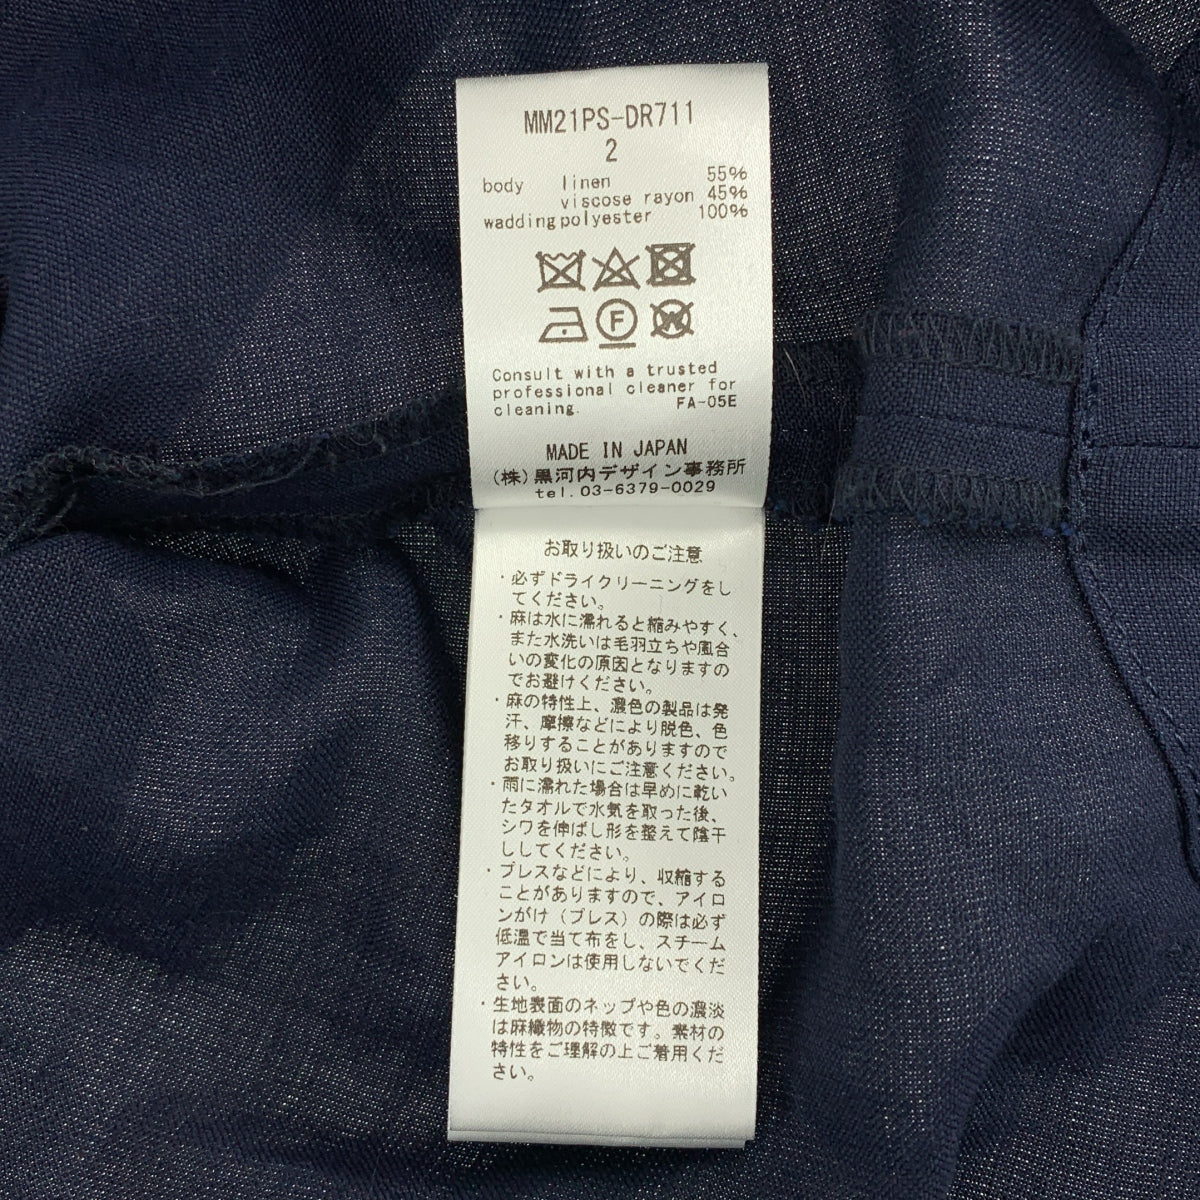 MM21PS-DR711
2
body linen 55%
viscose rayon 45%
wadding polyester 100%
F W
Consult with a trusted
professional cleaner for
cleaning. FA-05E
MADE IN JAPAN
(株)黒河内デザイン事務所
tel.03-6379-0029
お取り扱いのご注意
・必ずドライクリーニングをし
てください。
・麻は水に濡れると縮みやすく、
また水洗いは毛羽立ちや風合
いの変化の原因となりますの
でお避けください。
・麻の特性上、濃色の製品は発
汗、摩擦などにより脱色、色
移りすることがありますので
お取り扱いにご注意ください。
・雨に濡れた場合は早めに乾い
たタオルで水気を取った後、
シワを伸ばし形を整えて陰干
ししてください。
・プレスなどにより、収縮する
ことがありますので、アイロ
ンがけ(プレス)の際は必ず
低温で当て布をし、スチーム
アイロンは使用しないでくだ
さい。
・生地表面のネップや色の濃淡
は麻織物の特徴です。素材の
特性をご理解の上ご着用くだ
さい。